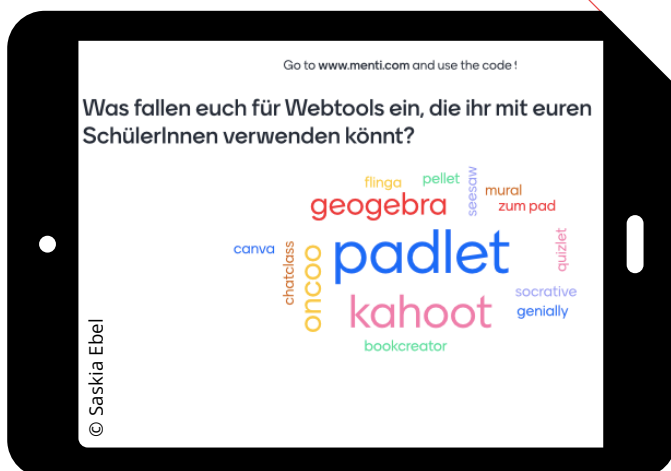 Go to www.menti.com and use the code
Was fallen euch für Webtools ein, die ihr mit euren
SchülerInnen verwenden könnt?
flinga
pellet
seesaw
mural
geogebra
zum pad
canva
chatclass
oncoo
padlet
quizlet
kahoot
socrative
genially
bookcreator
© Saskia Ebel